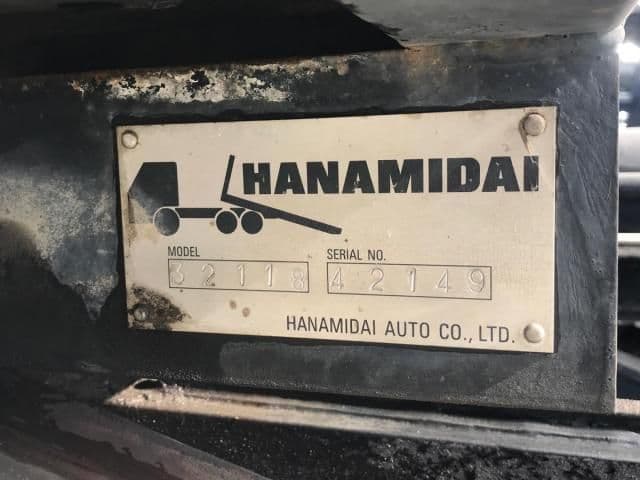 HANAMIDAI
MODEL SERIAL NO.
32118 42149
HANAMIDAI AUTO CO., LTD.